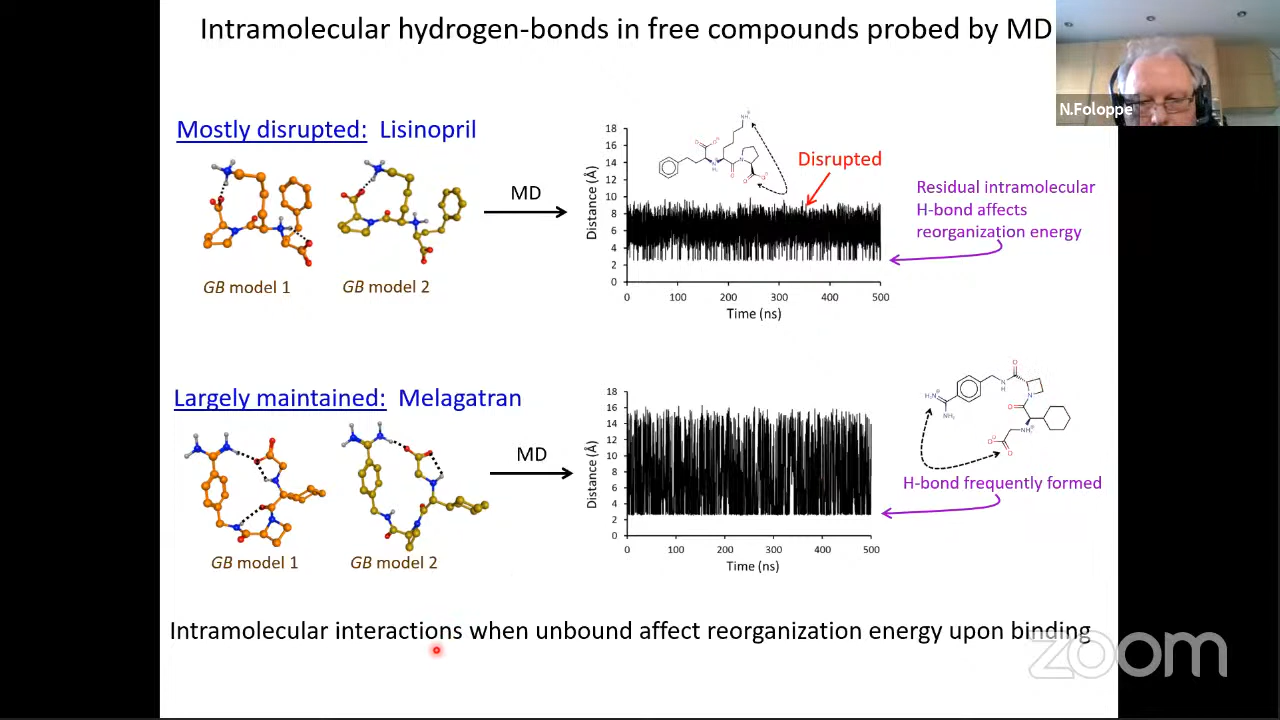 Intramolecular hydrogen-bonds in free compounds probed by MD
N.Foloppe
Mostly disrupted: Lisinopril
GB model 1
GB model 2
MD
Distance (Å)
18
16
14
12
10
8
6
4
2
0
0 100 200 300 400 500
Time (ns)
Disrupted
Residual intramolecular
H-bond affects
reorganization energy
Largely maintained: Melagatran
GB model 1
GB model 2
MD
Distance (Å)
18
16
14
12
10
8
6
4
2
0
0 100 200 300 400 500
Time (ns)
H-bond frequently formed
Intramolecular interactions when unbound affect reorganization energy upon binding
zoom